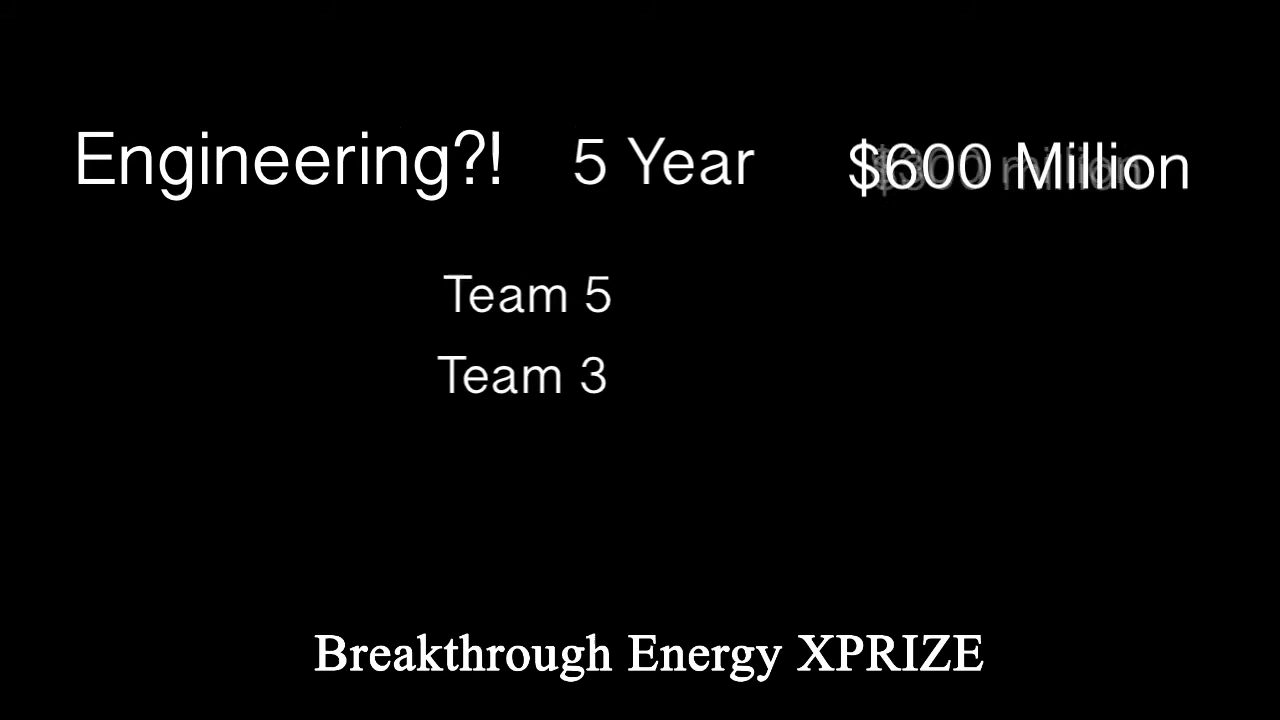 Engineering?! 5 Year $600 Million
Team 5
Team 3
Breakthrough Energy XPRIZE